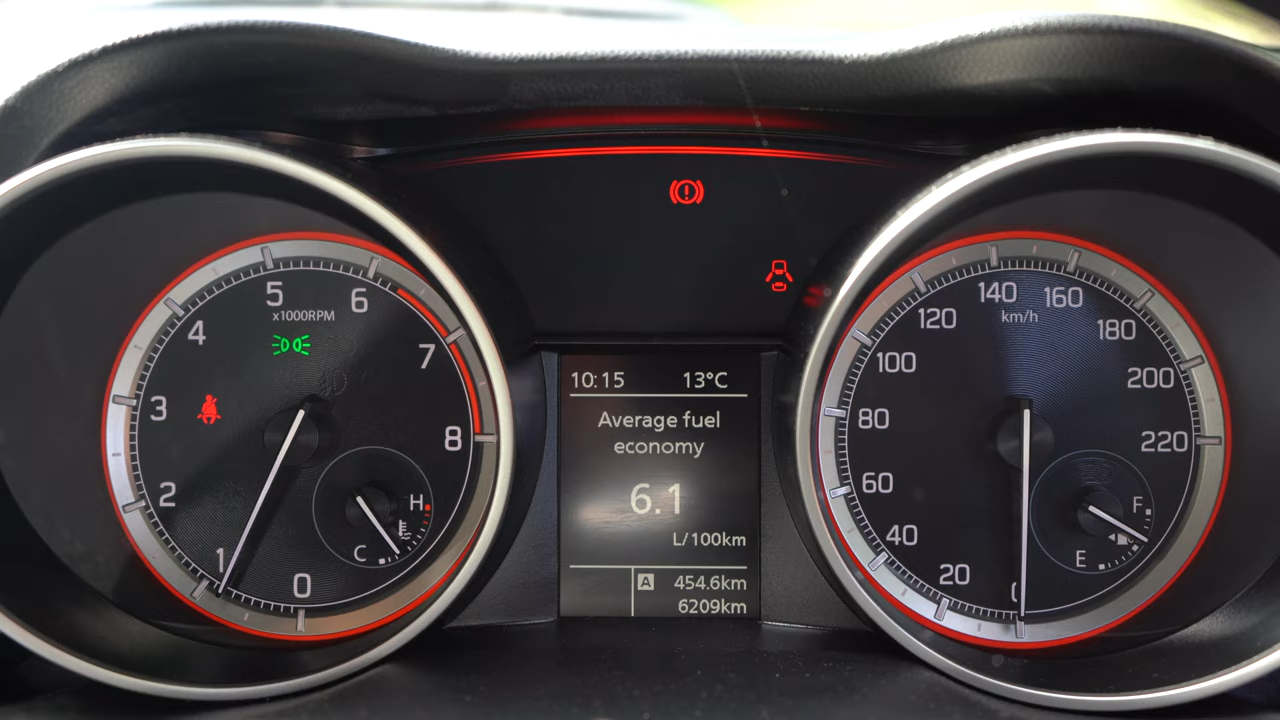 5
x1000RPM
6
4
7
3
8
2
H
1
C
0
10:15 13°C
Average fuel
economy
6.1
L/100km
A 454.6km
6209km
140
160
km/h
120
180
100
200
80
220
60
F
40
E
20
0